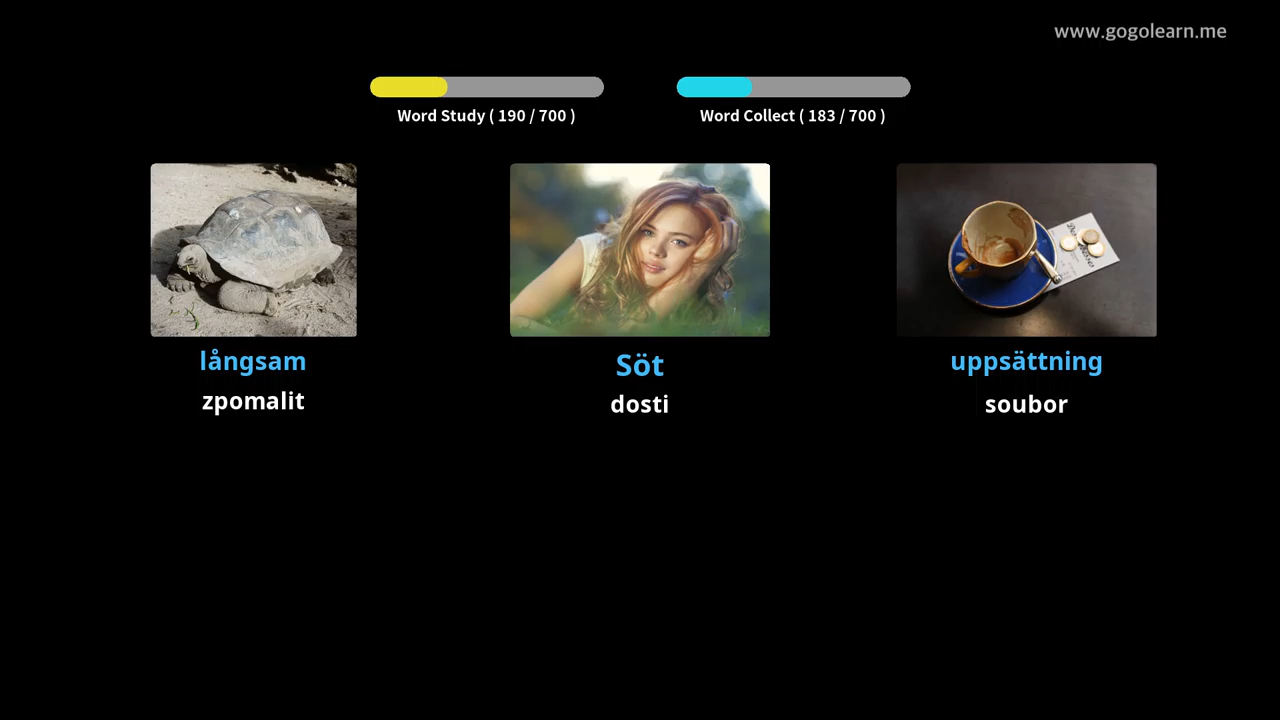 www.gogolearn.me
Word Study ( 190 / 700 )
Word Collect ( 183 / 700 )
långsam
Söt
uppsättning
zpomalit
dosti
soubor